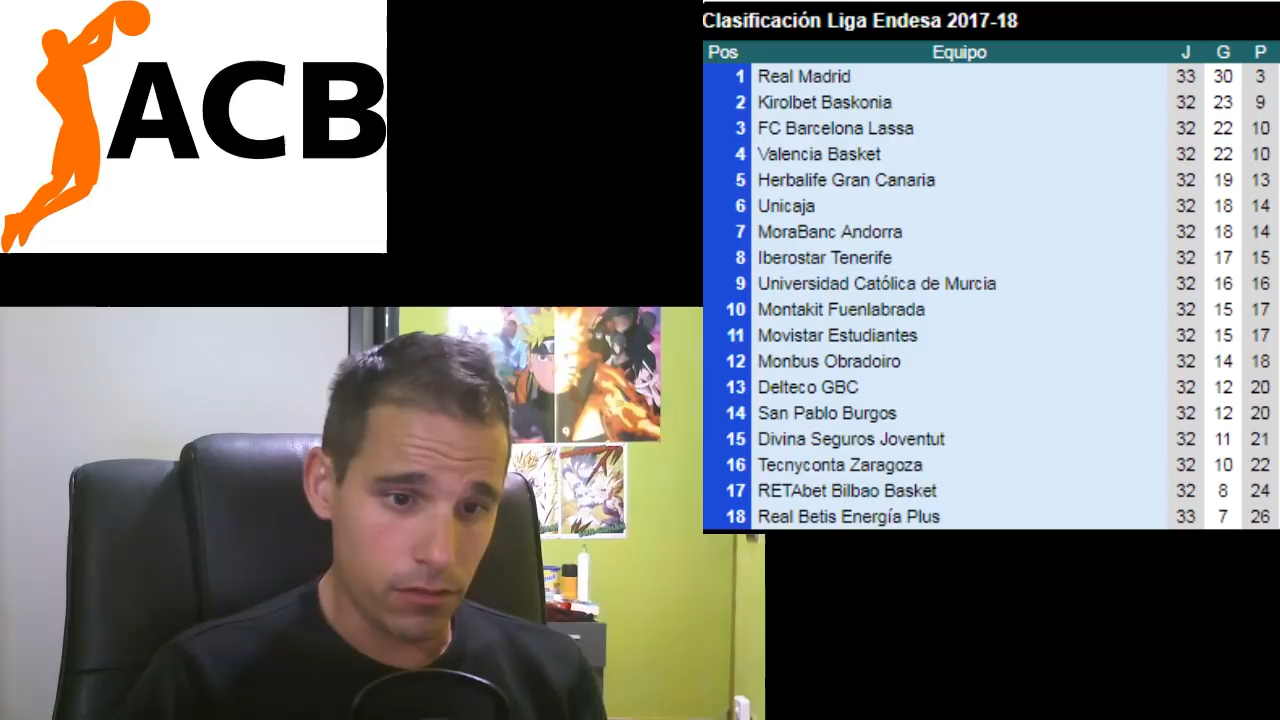 ACB
Clasificación Liga Endesa 2017-18
Pos Equipo J G P
1 Real Madrid 33 30 3
2 Kirolbet Baskonia 32 23 9
3 FC Barcelona Lassa 32 22 10
4 Valencia Basket 32 22 10
5 Herbalife Gran Canaria 32 19 13
6 Unicaja 32 18 14
7 MoraBanc Andorra 32 18 14
8 Iberostar Tenerife 32 17 15
9 Universidad Católica de Murcia 32 16 16
10 Montakit Fuenlabrada 32 15 17
11 Movistar Estudiantes 32 15 17
12 Monbus Obradoiro 32 14 18
13 Delteco GBC 32 12 20
14 San Pablo Burgos 32 12 20
15 Divina Seguros Joventut 32 11 21
16 Tecnyconta Zaragoza 32 10 22
17 RETAbet Bilbao Basket 32 8 24
18 Real Betis Energía Plus 33 7 26